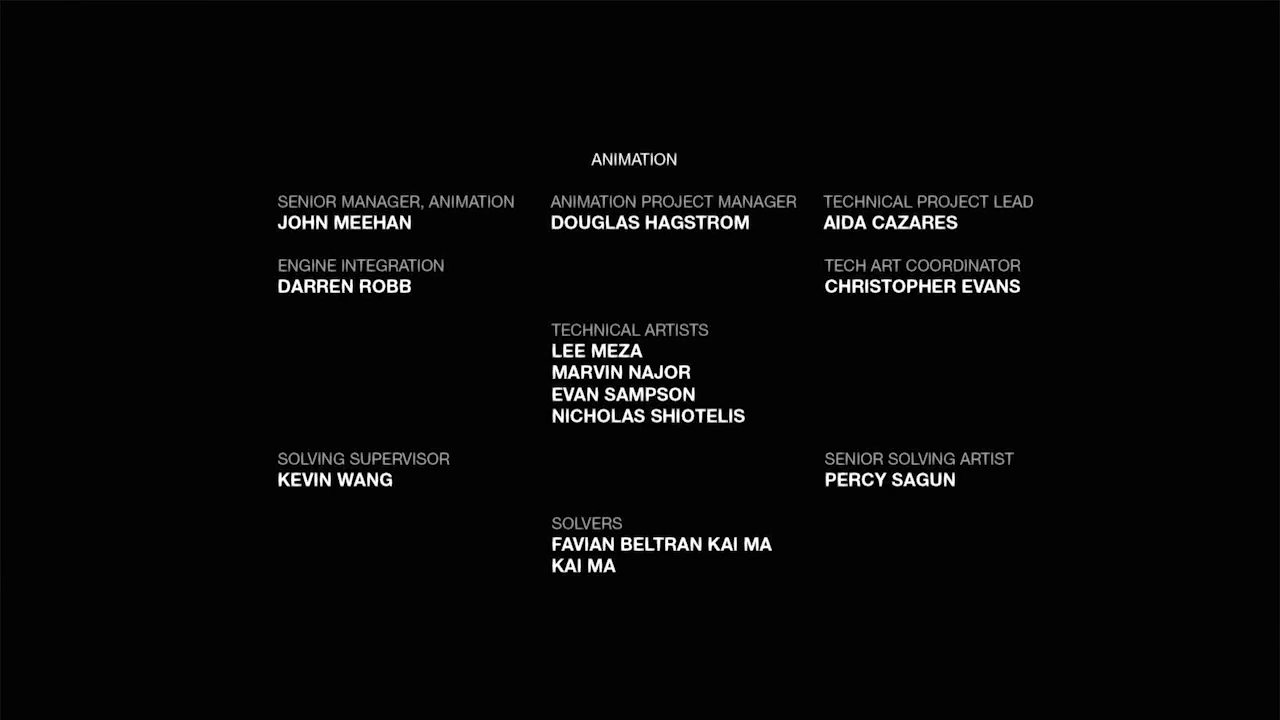 ANIMATION
SENIOR MANAGER, ANIMATION
JOHN MEEHAN
ANIMATION PROJECT MANAGER
DOUGLAS HAGSTROM
TECHNICAL PROJECT LEAD
AIDA CAZARES
ENGINE INTEGRATION
DARREN ROBB
TECH ART COORDINATOR
CHRISTOPHER EVANS
TECHNICAL ARTISTS
LEE MEZA
MARVIN NAJOR
EVAN SAMPSON
NICHOLAS SHIOTELIS
SOLVING SUPERVISOR
KEVIN WANG
SENIOR SOLVING ARTIST
PERCY SAGUN
SOLVERS
FAVIAN BELTRAN KAI MA
KAI MA